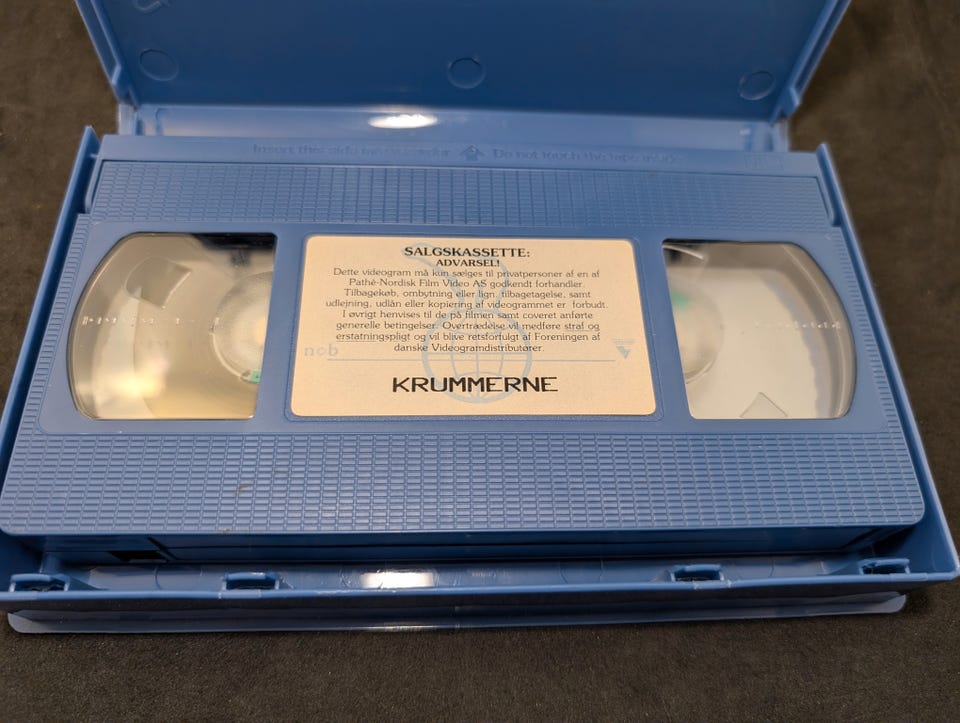 Insert this side into recorder Do not touch the tape inside
SALGSKASSETTE:
ADVARSEL!
Dette videogram må kun sælges til privatpersoner af en af
Pathé-Nordisk Film Video AS godkendt forhandler.
Tilbagekøb, ombytning eller lign. tilbagetagelse, samt
udlejning, udlån eller kopiering af videogrammet er forbudt.
I øvrigt henvises til de på filmen samt coveret anførte
generelle betingelser. Overtrædelse vil medføre straf og
erstatningspligt og vil blive retsforfulgt af Foreningen af
danske Videogramdistributører.
nob
KRUMMERNE